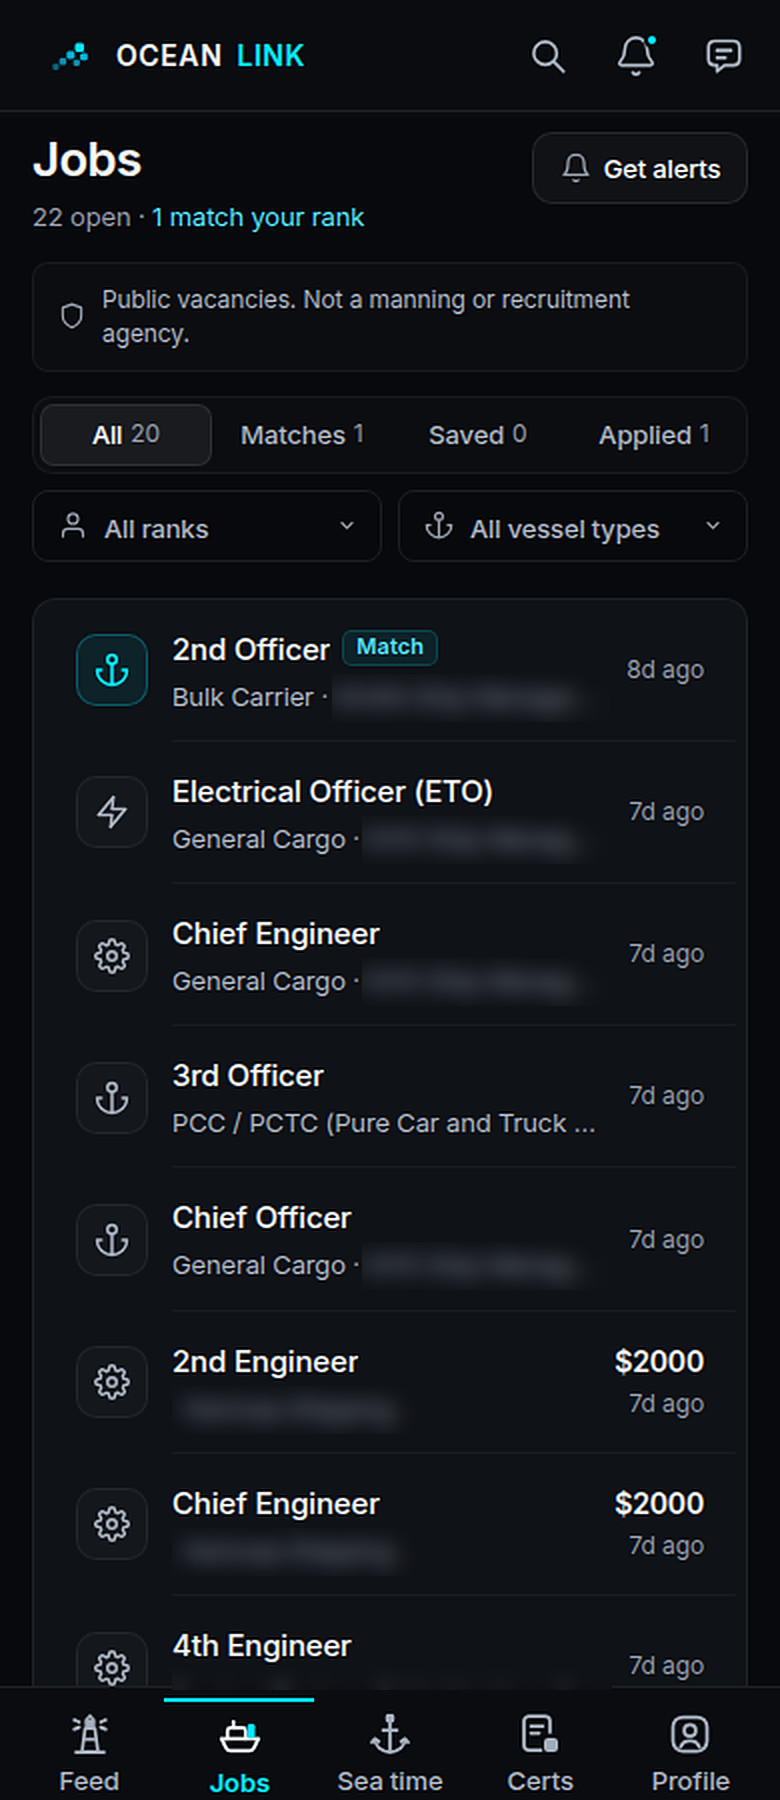 OCEAN LINK
Jobs
Get alerts
22 open · 1 match your rank
Public vacancies. Not a manning or recruitment
agency.
All 20 Matches 1 Saved 0 Applied 1
All ranks All vessel types
2nd Officer Match
8d ago
Bulk Carrier ·
Electrical Officer (ETO)
7d ago
General Cargo ·
Chief Engineer
7d ago
General Cargo ·
3rd Officer
7d ago
PCC / PCTC (Pure Car and Truck ...
Chief Officer
7d ago
General Cargo ·
2nd Engineer $2000
7d ago
Chief Engineer $2000
7d ago
4th Engineer
7d ago
Feed Jobs Sea time Certs Profile